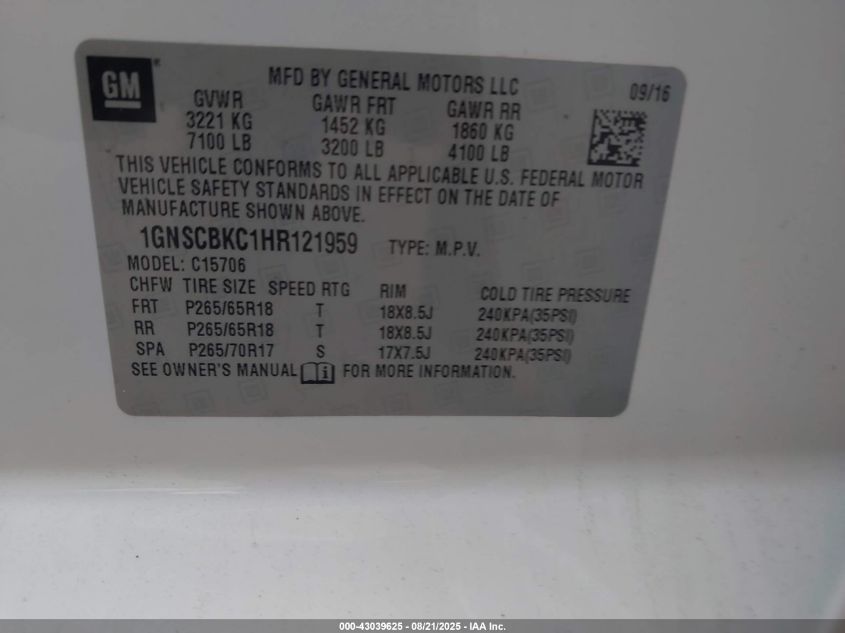 GM
MFD BY GENERAL MOTORS LLC 09/16
GVWR GAWR FRT GAWR RR
3221 KG 1452 KG 1860 KG
7100 LB 3200 LB 4100 LB
THIS VEHICLE CONFORMS TO ALL APPLICABLE U.S. FEDERAL MOTOR
VEHICLE SAFETY STANDARDS IN EFFECT ON THE DATE OF
MANUFACTURE SHOWN ABOVE.
1GNSCBKC1HR121959 TYPE: M.P.V.
MODEL: C15706
CHFW TIRE SIZE SPEED RTG RIM COLD TIRE PRESSURE
FRT P265/65R18 T 18X8.5J 240KPA(35PSI)
RR P265/65R18 T 18X8.5J 240KPA(35PSI)
SPA P265/70R17 S 17X7.5J 240KPA(35PSI)
SEE OWNER'S MANUAL FOR MORE INFORMATION.
000-43039625 - 08/21/2025 - IAA Inc.